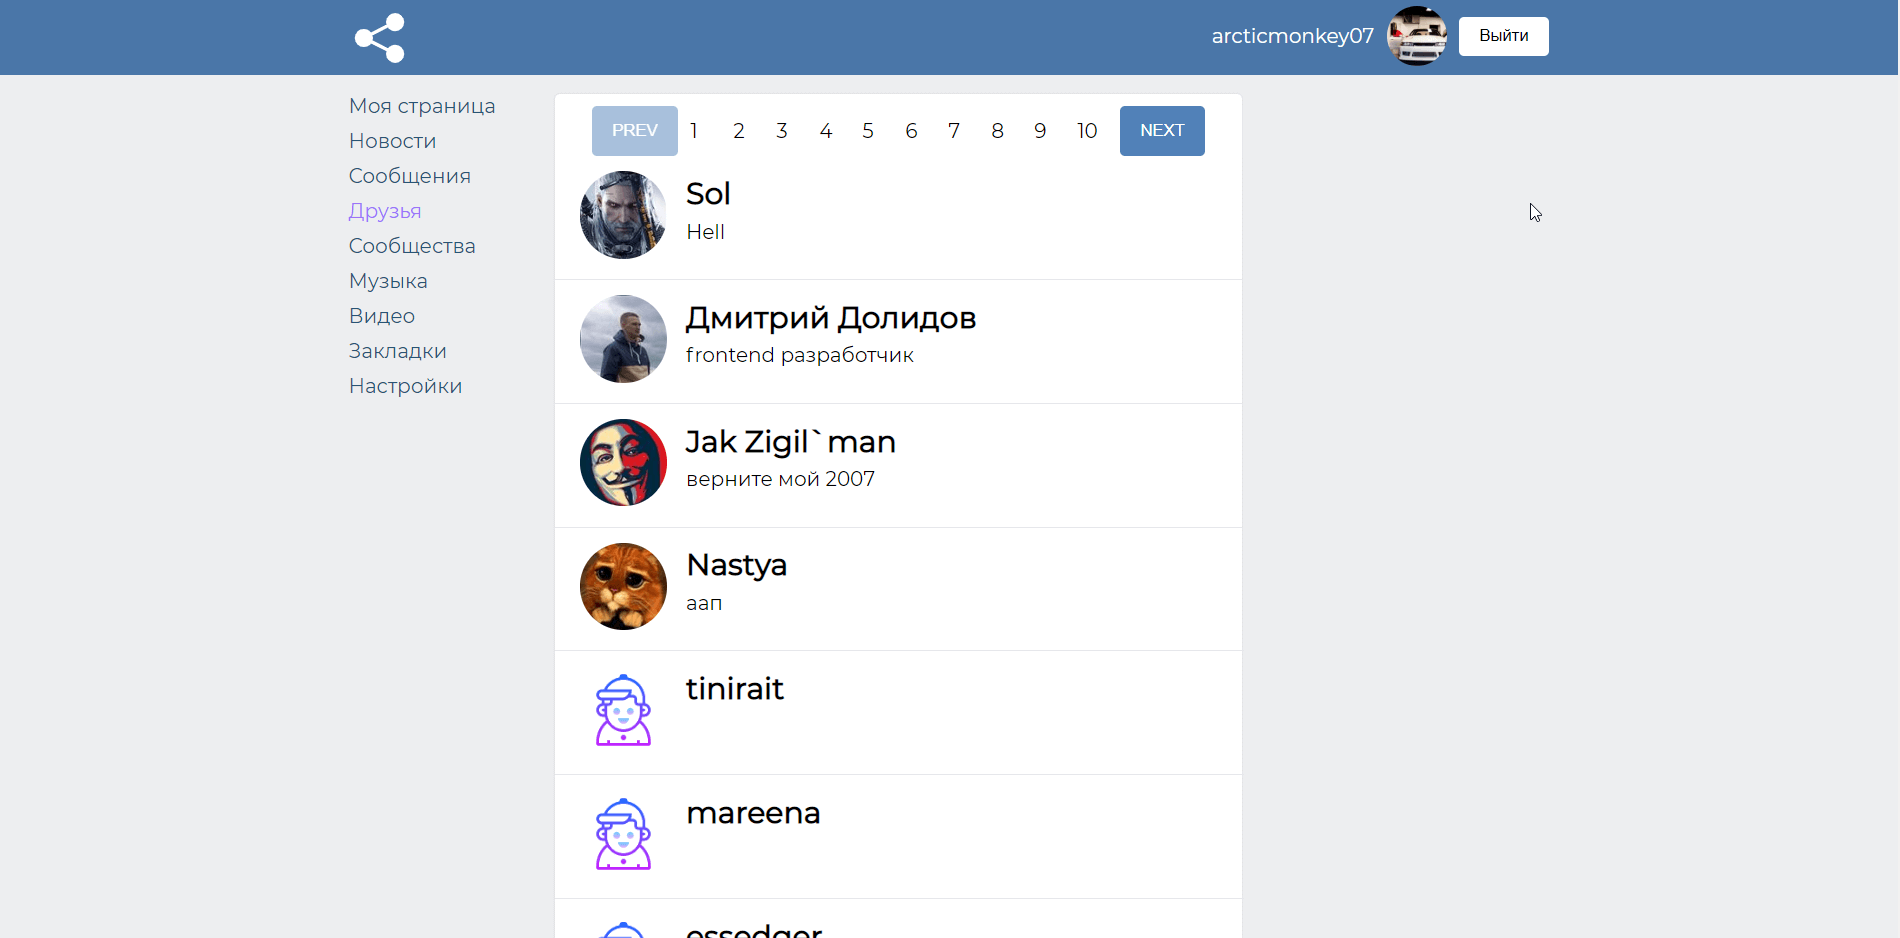 arcticmonkey07 Выйти
Моя страница
Новости
Сообщения
Друзья
Сообщества
Музыка
Видео
Закладки
Настройки
PREV 1 2 3 4 5 6 7 8 9 10 NEXT
Sol
Hell
Дмитрий Долидов
frontend разработчик
Jak Zigil`man
верните мой 2007
Nastya
аап
tinirait
mareena
essedger